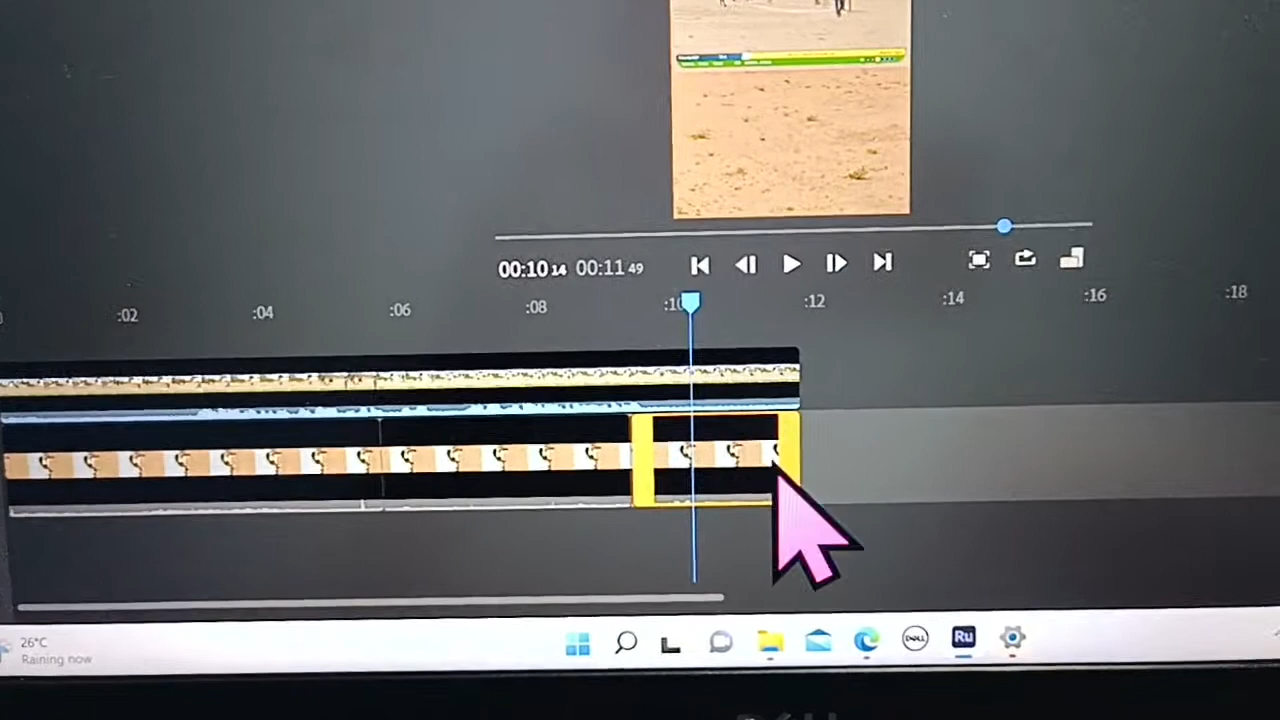 00:10 14 00:11 49
:02 :04 :06 :08 :10 :12 :14 :16 :18
26°C
Raining now
DELL
Ru